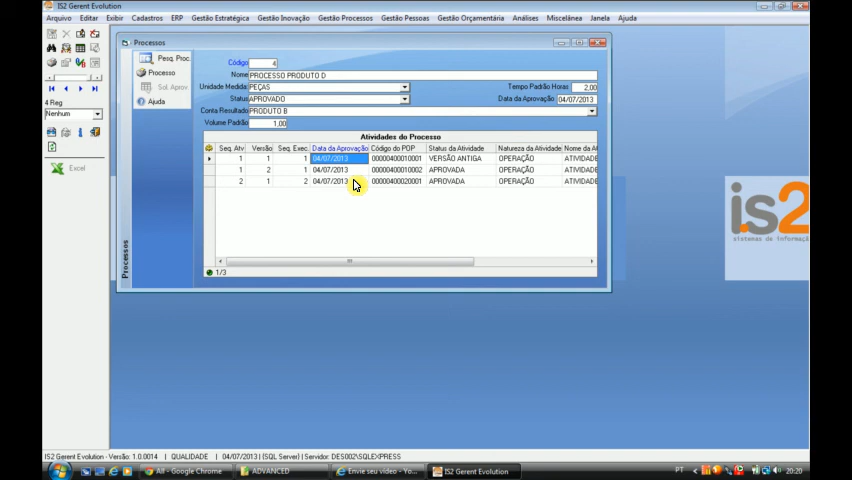 IS2 Gerent Evolution
Arquivo Editar Exibir Cadastros ERP Gestão Estratégica Gestão Inovação Gestão Processos Gestão Pessoas Gestão Orçamentária Análises Miscelânea Janela Ajuda
Processos
Pesq. Proc.
Processo
Sol. Aprov
Ajuda
Código 4
Nome PROCESSO PRODUTO D
Unidade Medida: PEÇAS Tempo Padrão Horas 2,00
Status APROVADO Data da Aprovação 04/07/2013
Conta Resultado PRODUTO B
Volume Padrão 1,00
Atividades do Processo
Seq. Atv Versão Seq. Exec. Data da Aprovação Código do POP Status da Atividade Natureza da Atividade Nome da At
1 1 1 04/07/2013 00000400010001 VERSÃO ANTIGA OPERAÇÃO ATIVIDADE
1 2 1 04/07/2013 00000400010002 APROVADA OPERAÇÃO ATIVIDADE
2 1 2 04/07/2013 00000400020001 APROVADA OPERAÇÃO ATIVIDADE
1/3
Processos
4 Reg
Nenhum
Excel
is2
sistemas de informaçã
IS2 Gerent Evolution - Versão: 1.0.0014 | QUALIDADE | 04/07/2013 | (SQL Server) | Servidor: DES002\SQLEXPRESS
All - Google Chrome ADVANCED Envie seu vídeo - Yo... IS2 Gerent Evolution PT 20:20